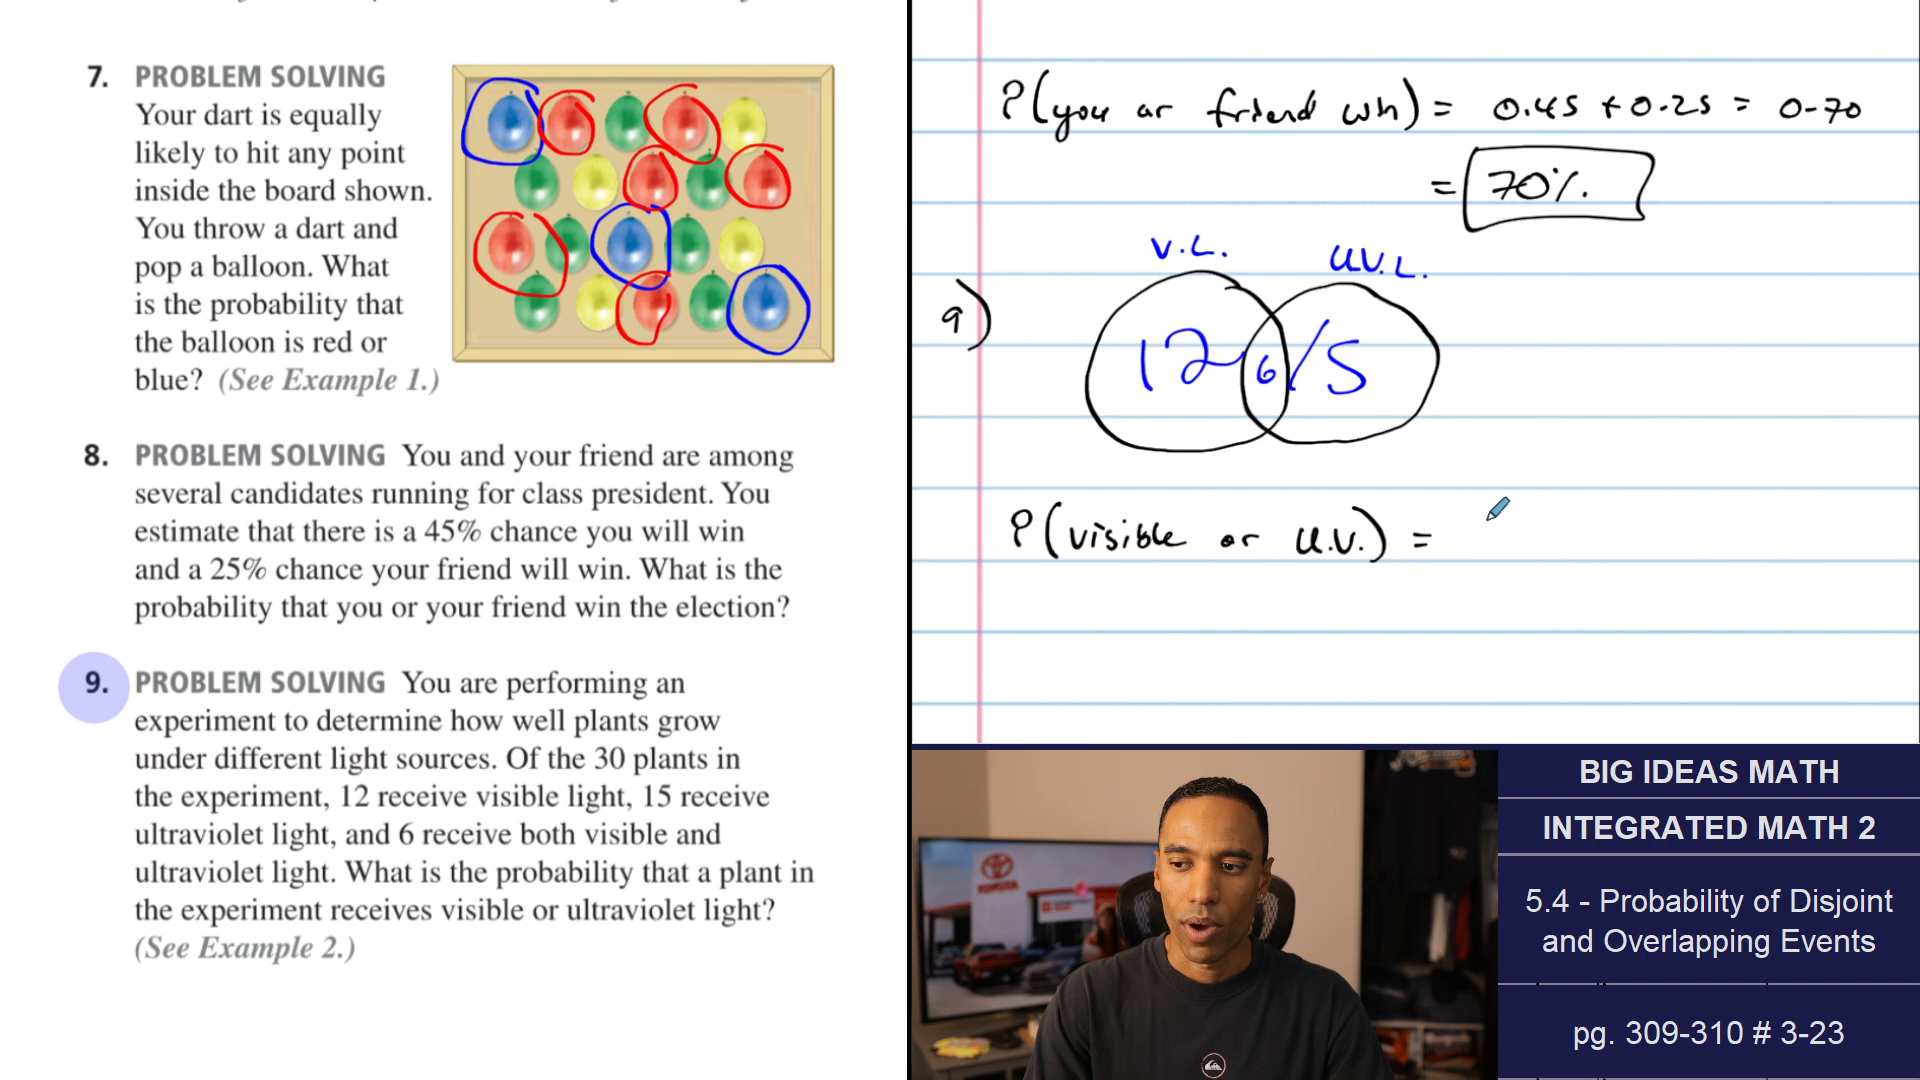 7. PROBLEM SOLVING
Your dart is equally
likely to hit any point
inside the board shown.
You throw a dart and
pop a balloon. What
is the probability that
the balloon is red or
blue? (See Example 1.)
8. PROBLEM SOLVING You and your friend are among
several candidates running for class president. You
estimate that there is a 45% chance you will win
and a 25% chance your friend will win. What is the
probability that you or your friend win the election?
9. PROBLEM SOLVING You are performing an
experiment to determine how well plants grow
under different light sources. Of the 30 plants in
the experiment, 12 receive visible light, 15 receive
ultraviolet light, and 6 receive both visible and
ultraviolet light. What is the probability that a plant in
the experiment receives visible or ultraviolet light?
(See Example 2.)
P(you or friend win) = 0.45 + 0.25 = 0.70
= 70%.
V.L. U.V.L.
9)
12 6 15
P(visible or U.V.) =
TOYOTA
BIG IDEAS MATH
INTEGRATED MATH 2
5.4 - Probability of Disjoint
and Overlapping Events
pg. 309-310 # 3-23